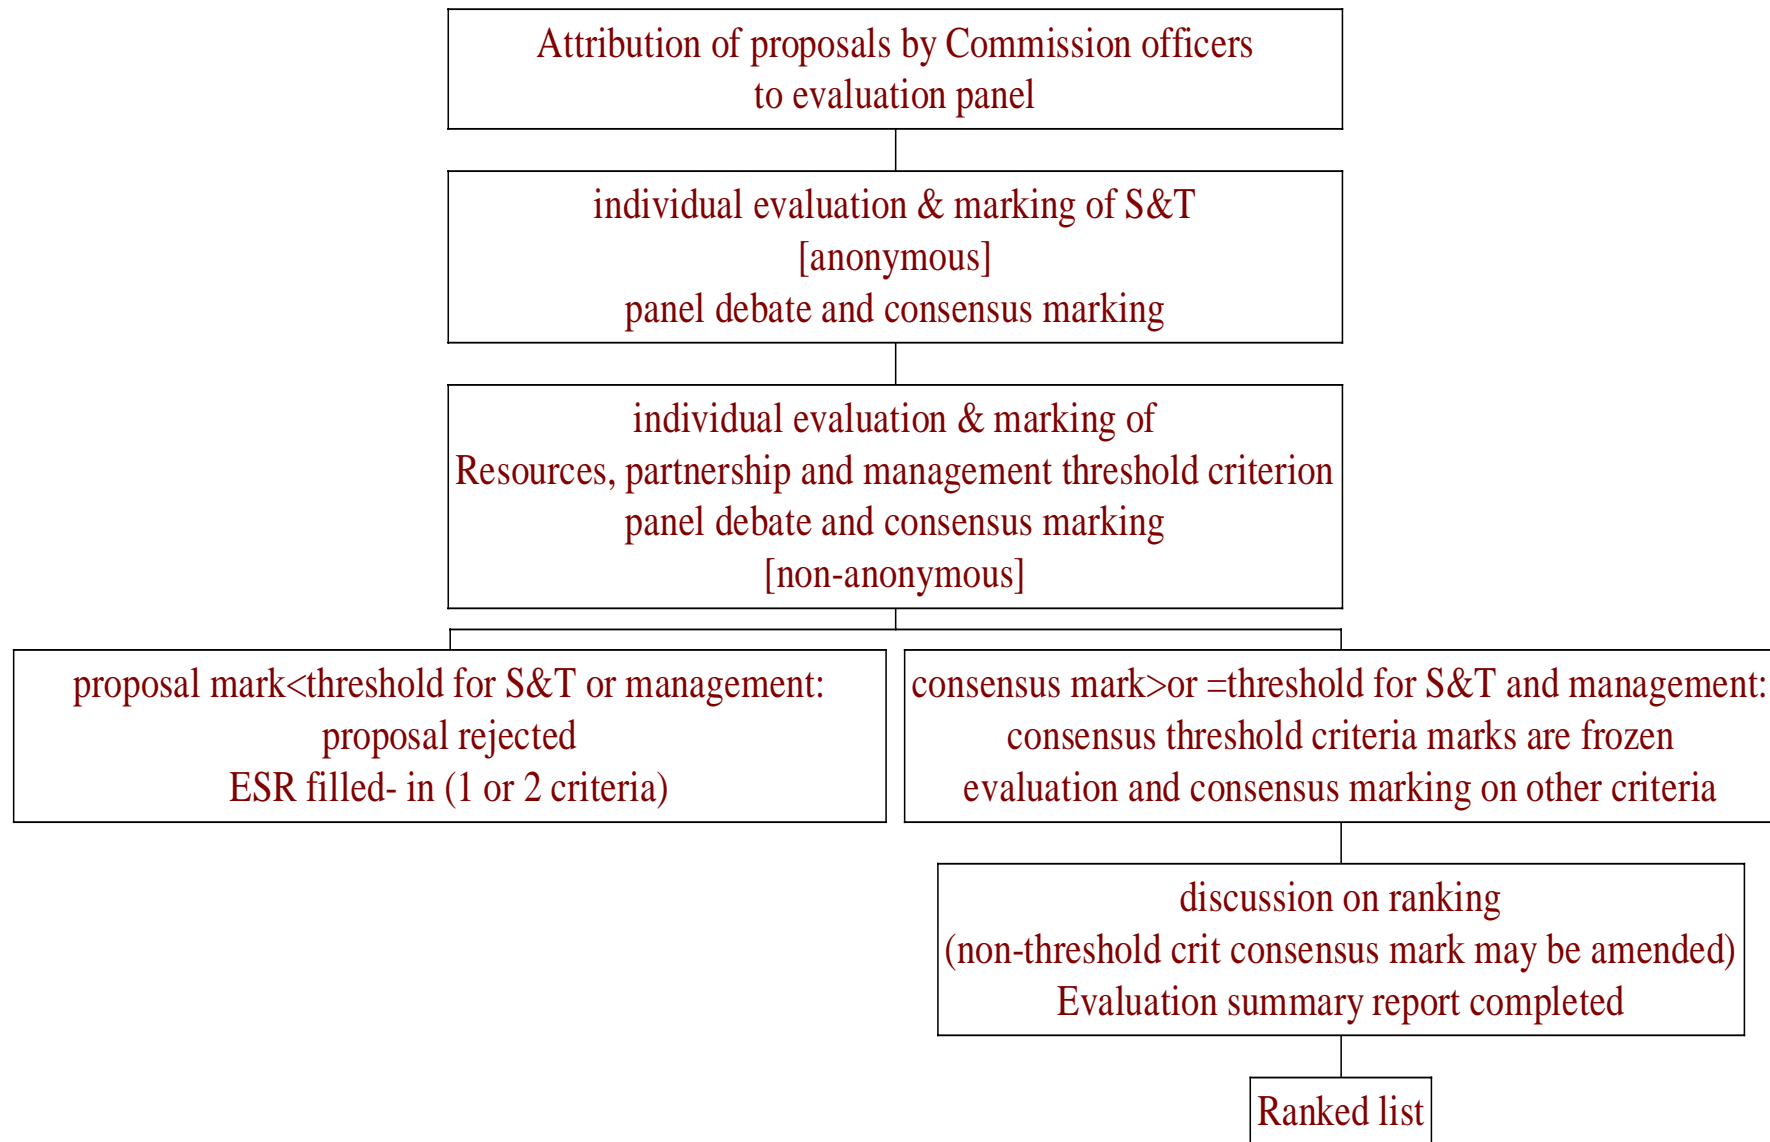 Attribution of proposals by Commission officers
to evaluation panel
individual evaluation & marking of S&T
[anonymous]
panel debate and consensus marking
individual evaluation & marking of
Resources, partnership and management threshold criterion
panel debate and consensus marking
[non-anonymous]
proposal mark<threshold for S&T or management:
proposal rejected
ESR filled- in (1 or 2 criteria)
consensus mark>or =threshold for S&T and management:
consensus threshold criteria marks are frozen
evaluation and consensus marking on other criteria
discussion on ranking
(non-threshold crit consensus mark may be amended)
Evaluation summary report completed
Ranked list